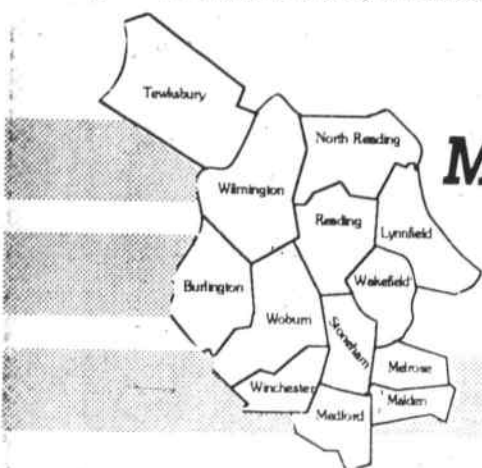 Tewksbury
North Reading
M
Wilmington
Reading
Lynnfield
Burlington
Wakefield
Woburn
Stoneham
Melrose
Winchester
Malden
Medford